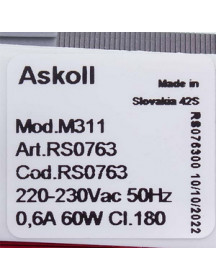 Askoll
Made in
Slovakia 42S
Mod.M311
Art.RS0763
Cod.RS0763
220-230Vac 50Hz
0,6A 60W Cl.180
RS076300 10/10/2022